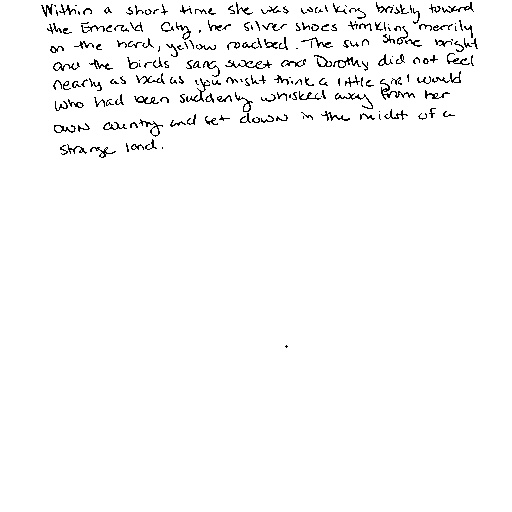 Within a short time she was walking briskly toward
the Emerald City, her silver shoes tinkling merrily
on the hard, yellow roadbed. The sun shone bright
and the birds sang sweet and Dorothy did not feel
nearly as bad as you might think a little girl would
who had been suddenly whisked away from her
own country and set down in the midst of a
strange land.